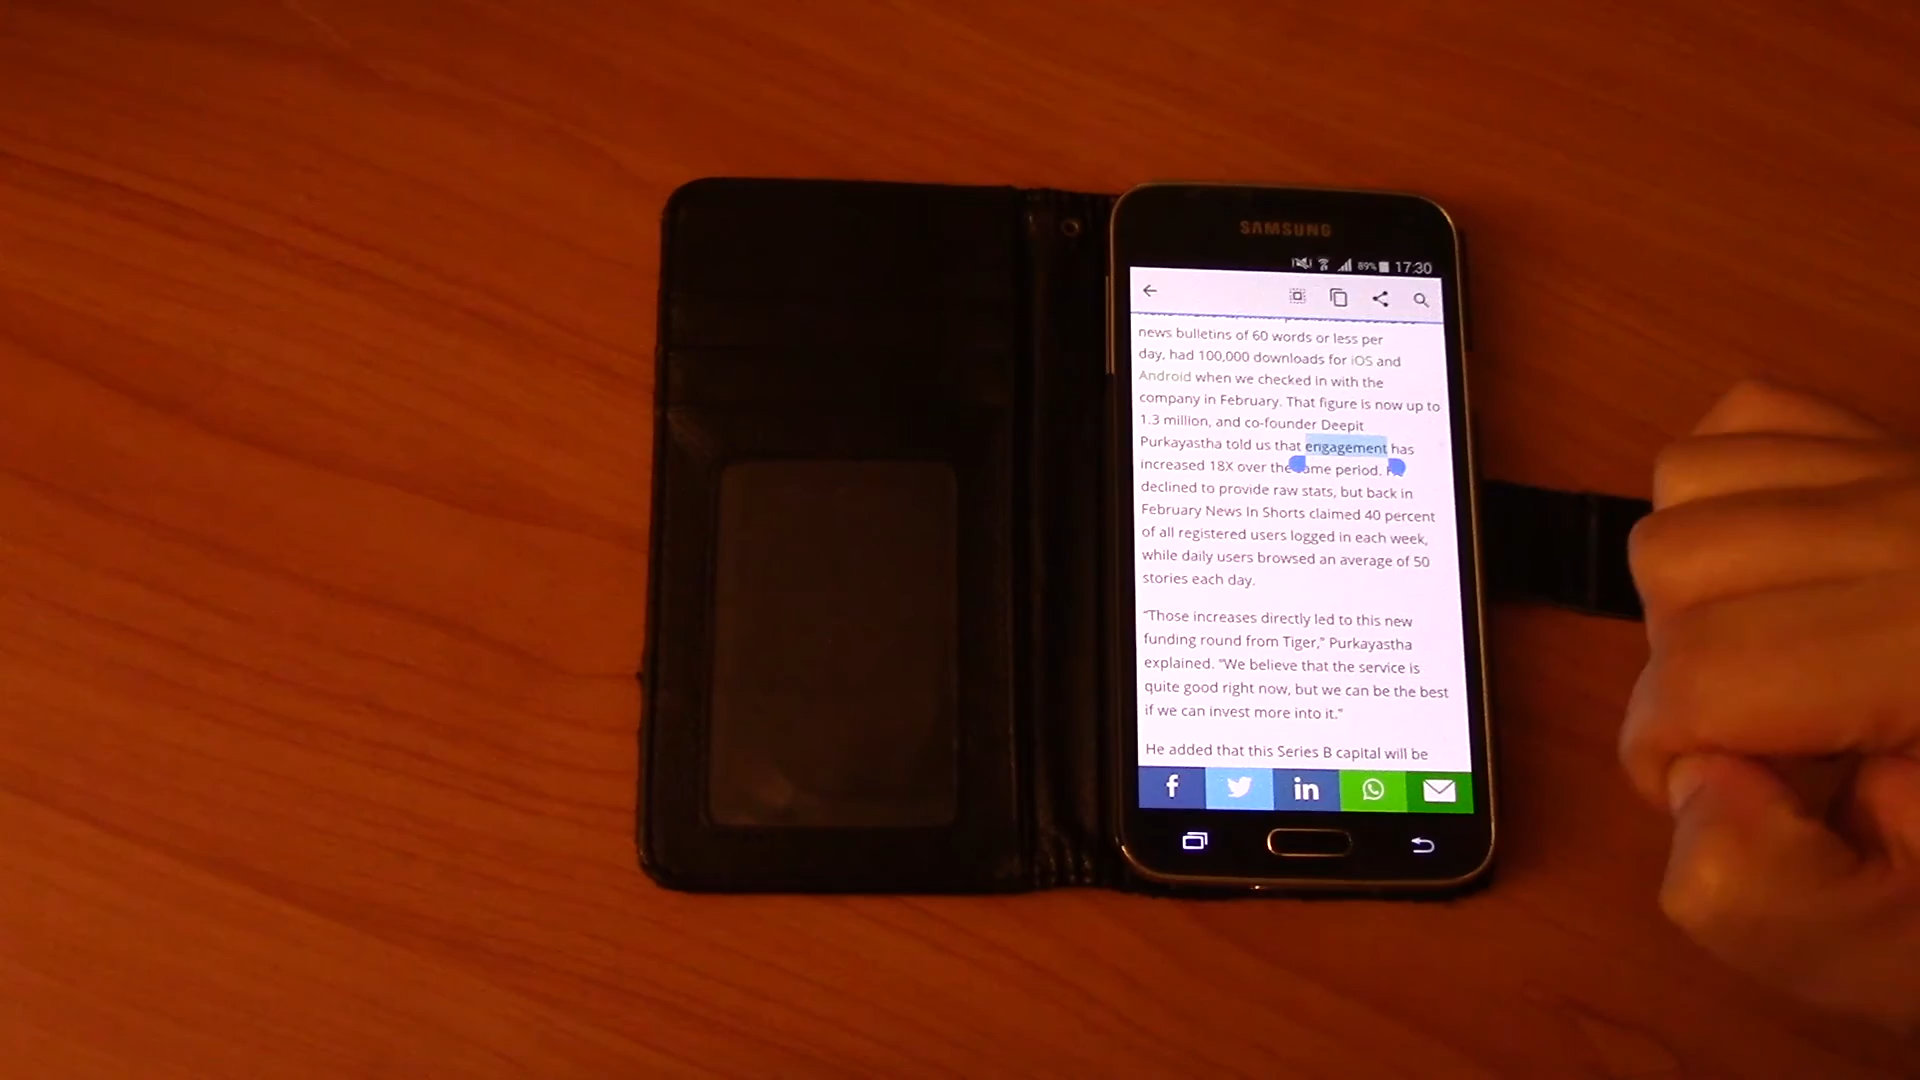 SAMSUNG
89% 17:30
news bulletins of 60 words or less per
day, had 100,000 downloads for iOS and
Android when we checked in with the
company in February. That figure is now up to
1.3 million, and co-founder Deepit
Purkayastha told us that engagement has
increased 18X over the same period. He
declined to provide raw stats, but back in
February News In Shorts claimed 40 percent
of all registered users logged in each week,
while daily users browsed an average of 50
stories each day.
“Those increases directly led to this new
funding round from Tiger,” Purkayastha
explained. “We believe that the service is
quite good right now, but we can be the best
if we can invest more into it.”
He added that this Series B capital will be
f in